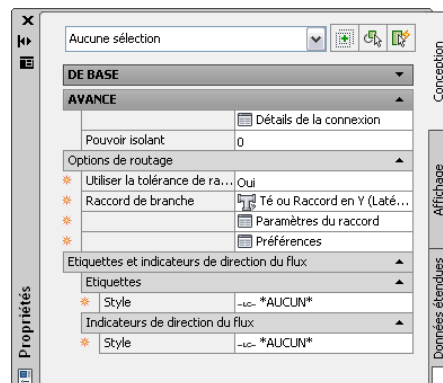 Aucune sélection
DE BASE
AVANCE
Détails de la connexion
Pouvoir isolant 0
Options de routage
Utiliser la tolérance de ra... Oui
Raccord de branche Té ou Raccord en Y (Laté...
Paramètres du raccord
Préférences
Etiquettes et indicateurs de direction du flux
Etiquettes
Style -LC- *AUCUN*
Indicateurs de direction du flux
Style -LC- *AUCUN*
Propriétés
Conception
Affichage
Données étendues